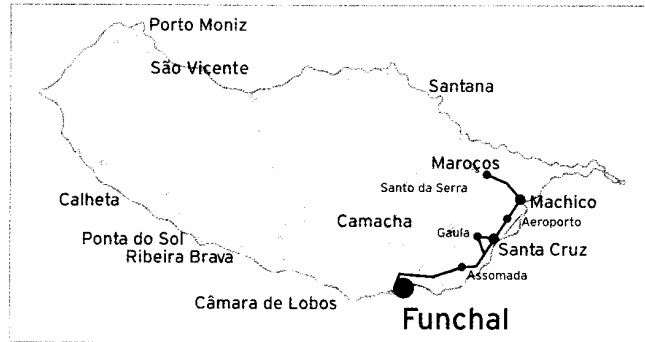 Porto Moniz
São Vicente
Santana
Maroços
Santo da Serra
Calheta
Machico
Camacha
Aeroporto
Gaula
Ponta do Sol
Santa Cruz
Ribeira Brava
Assomada
Câmara de Lobos
Funchal